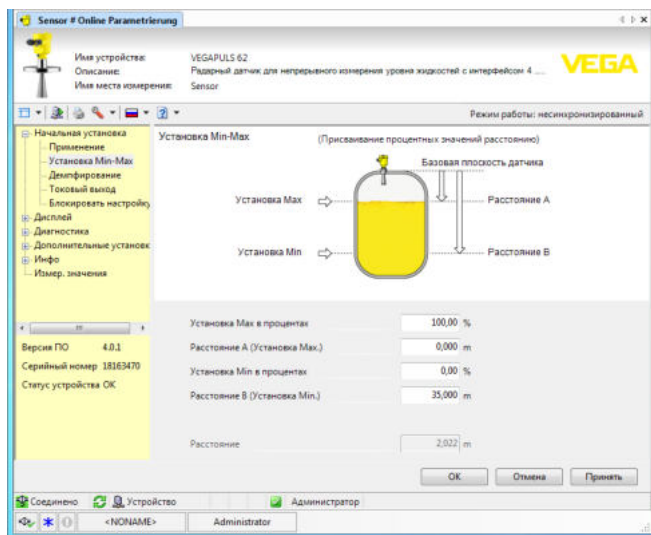 Sensor # Online Parametrierung
Имя устройства: VEGAPULS 62
Описание: Радарный датчик для непрерывного измерения уровня жидкостей с интерфейсом 4 ....
Имя места измерения: Sensor
VEGA
Режим работы: несинхронизированный
Начальная установка
Применение
Установка Min-Max
Демпфирование
Токовый выход
Блокировать настройку
Дисплей
Диагностика
Дополнительные установк
Инфо
Измер. значения
Версия ПО 4.0.1
Серийный номер 18163470
Статус устройства OK
Установка Min-Max
(Присваивание процентных значений расстоянию)
Базовая плоскость датчика
Установка Max
Расстояние A
Установка Min
Расстояние B
Установка Max в процентах 100,00 %
Расстояние A (Установка Max.) 0,000 m
Установка Min в процентах 0,00 %
Расстояние B (Установка Min.) 35,000 m
Расстояние 2,022 m
OK Отмена Принять
Соединено Устройство Администратор
<NONAME> Administrator